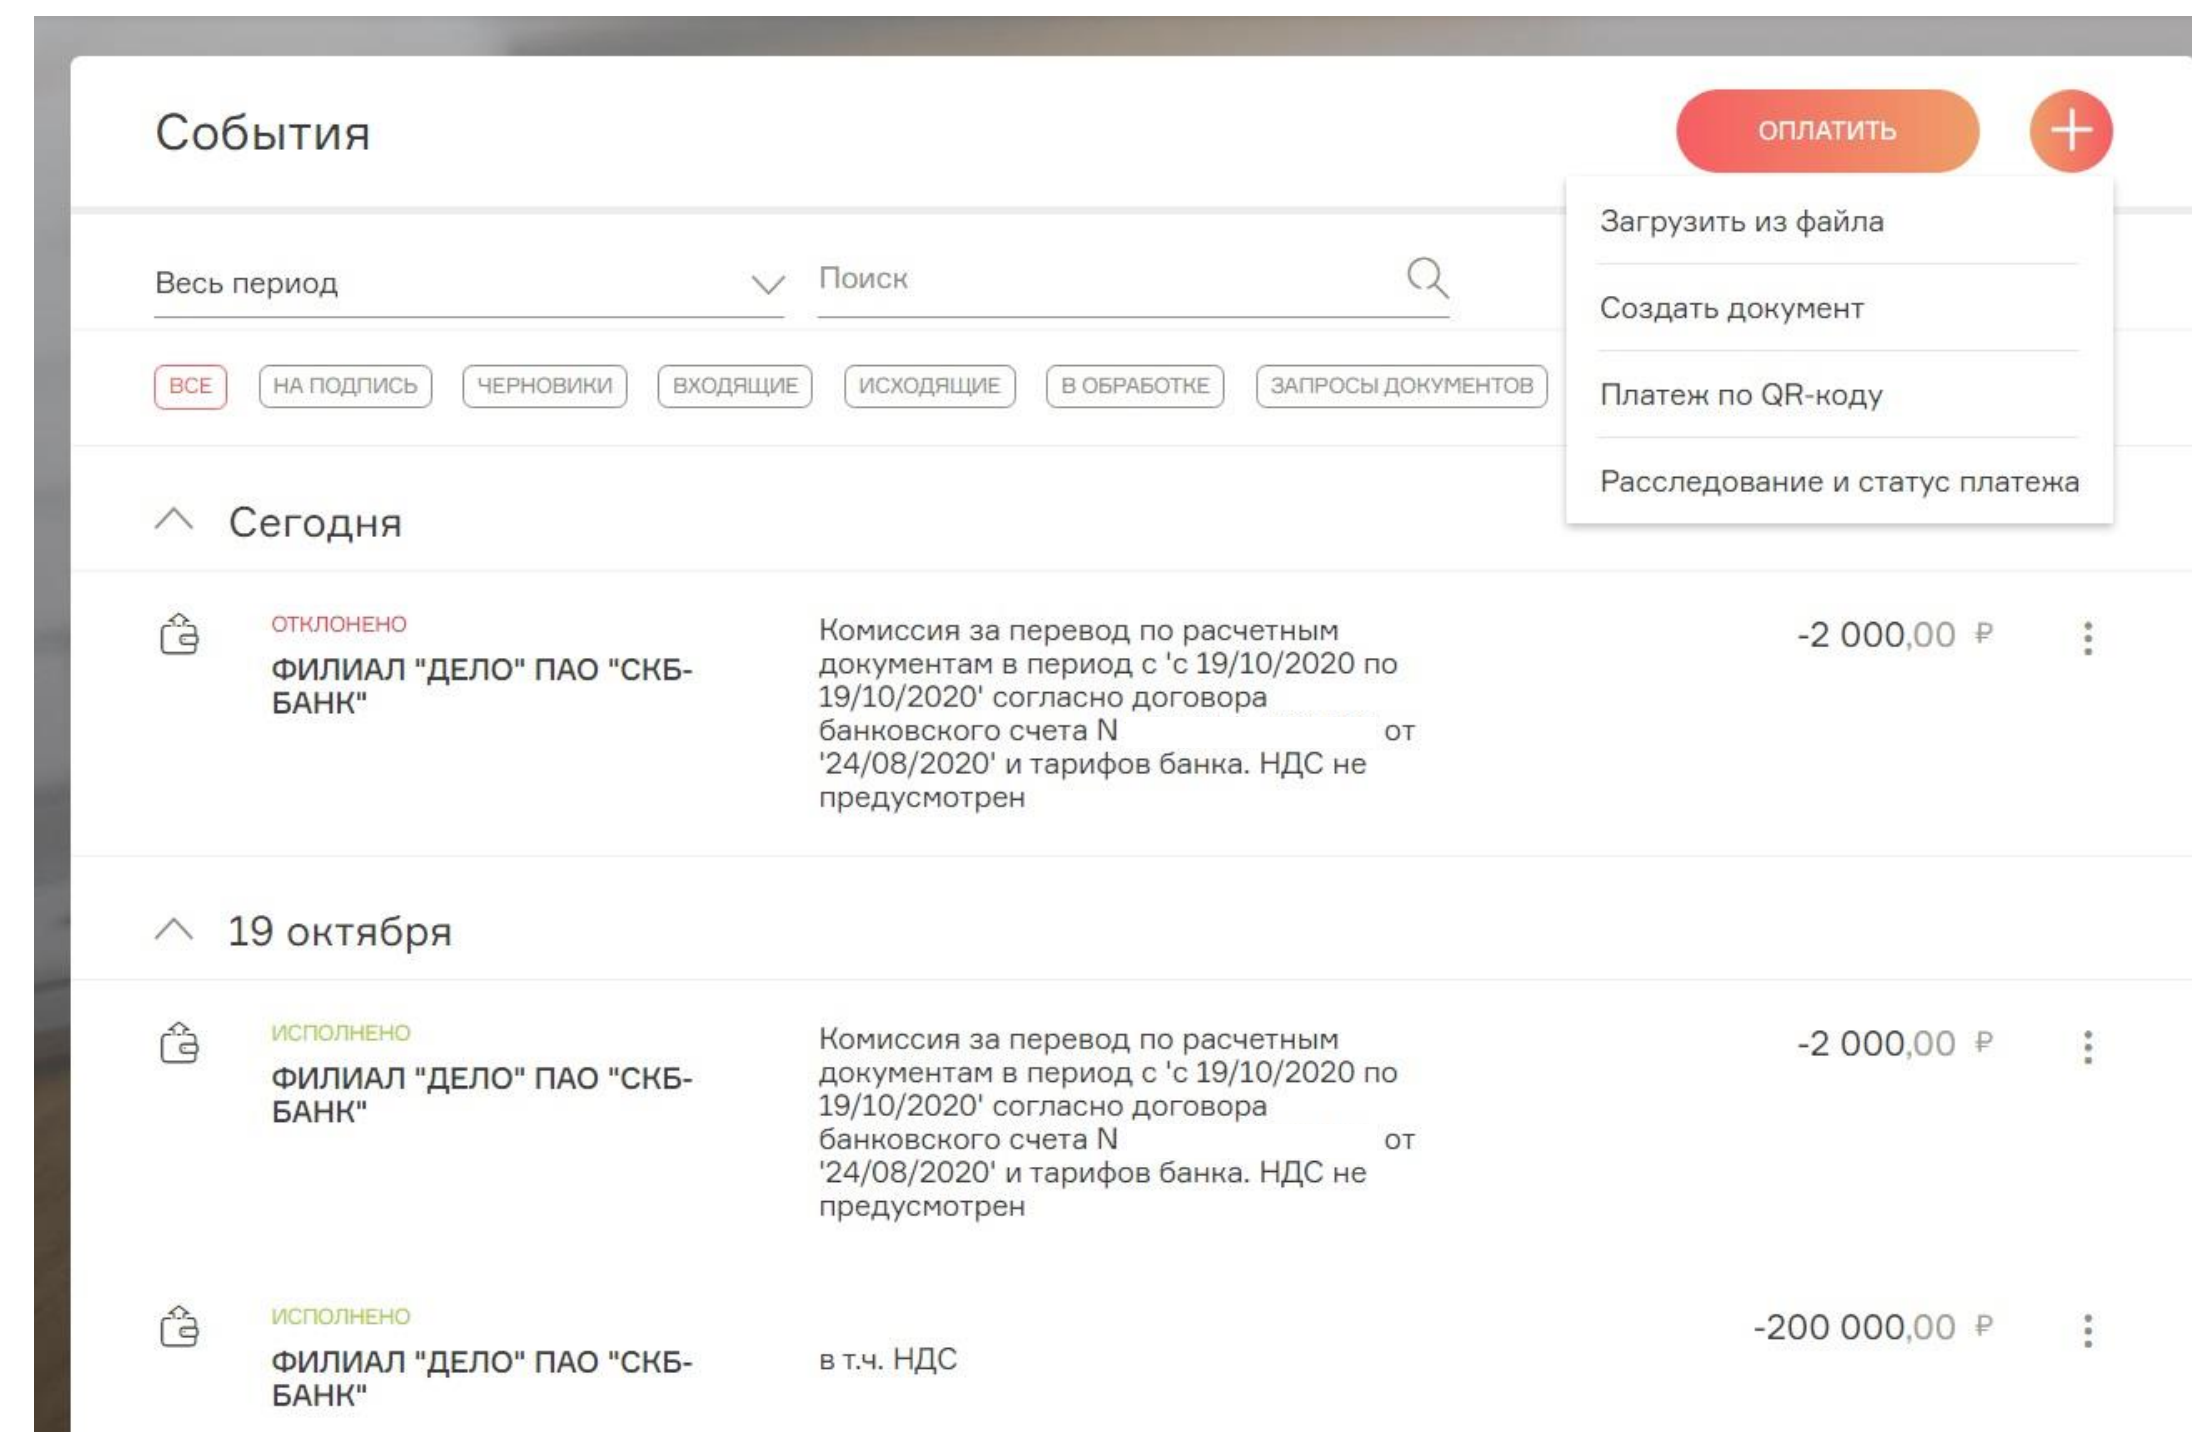 События
ОПЛАТИТЬ
Загрузить из файла
Создать документ
Платеж по QR-коду
Расследование и статус платежа
Весь период
Поиск
ВСЕ
НА ПОДПИСЬ
ЧЕРНОВИКИ
ВХОДЯЩИЕ
ИСХОДЯЩИЕ
В ОБРАБОТКЕ
ЗАПРОСЫ ДОКУМЕНТОВ
Сегодня
ОТКЛОНЕНО
ФИЛИАЛ "ДЕЛО" ПАО "СКБ-
БАНК"
Комиссия за перевод по расчетным
документам в период с 'с 19/10/2020 по
19/10/2020' согласно договора
банковского счета N от
'24/08/2020' и тарифов банка. НДС не
предусмотрен
-2 000,00 ₽
19 октября
ИСПОЛНЕНО
ФИЛИАЛ "ДЕЛО" ПАО "СКБ-
БАНК"
Комиссия за перевод по расчетным
документам в период с 'с 19/10/2020 по
19/10/2020' согласно договора
банковского счета N от
'24/08/2020' и тарифов банка. НДС не
предусмотрен
-2 000,00 ₽
ИСПОЛНЕНО
ФИЛИАЛ "ДЕЛО" ПАО "СКБ-
БАНК"
в т.ч. НДС
-200 000,00 ₽